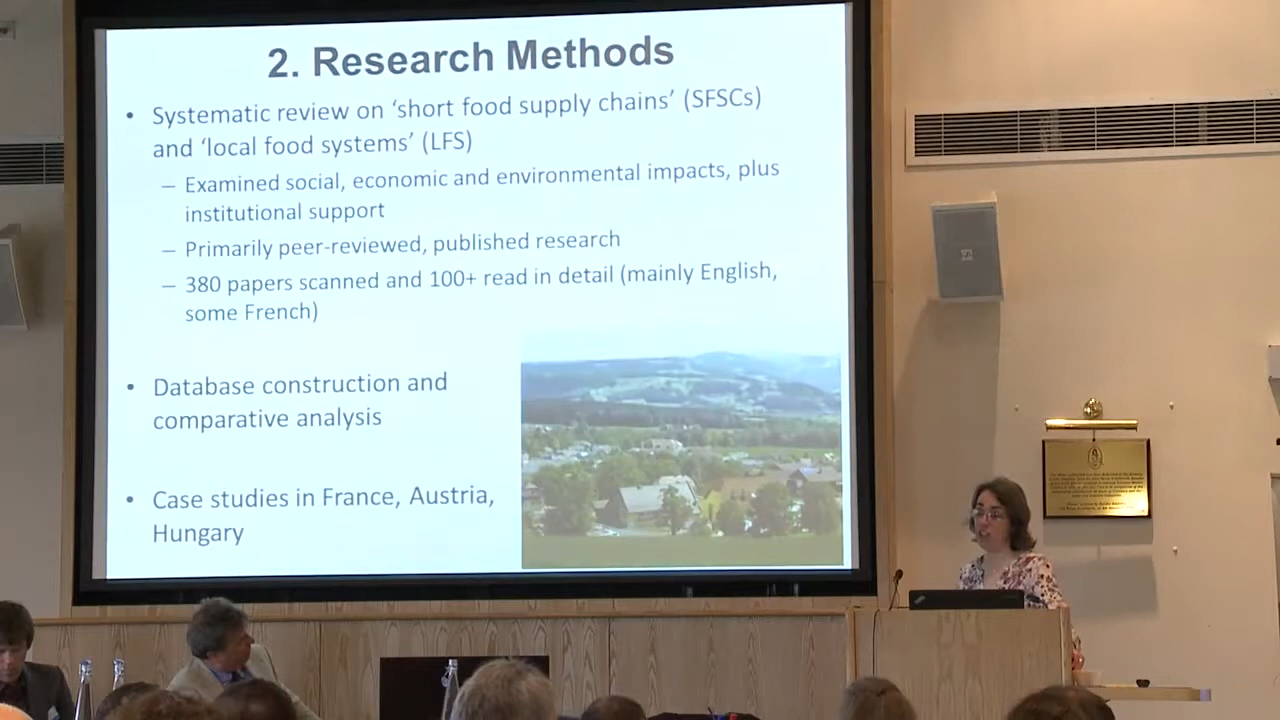 2. Research Methods
• Systematic review on ‘short food supply chains’ (SFSCs)
and ‘local food systems’ (LFS)
– Examined social, economic and environmental impacts, plus
institutional support
– Primarily peer-reviewed, published research
– 380 papers scanned and 100+ read in detail (mainly English,
some French)
• Database construction and
comparative analysis
• Case studies in France, Austria,
Hungary